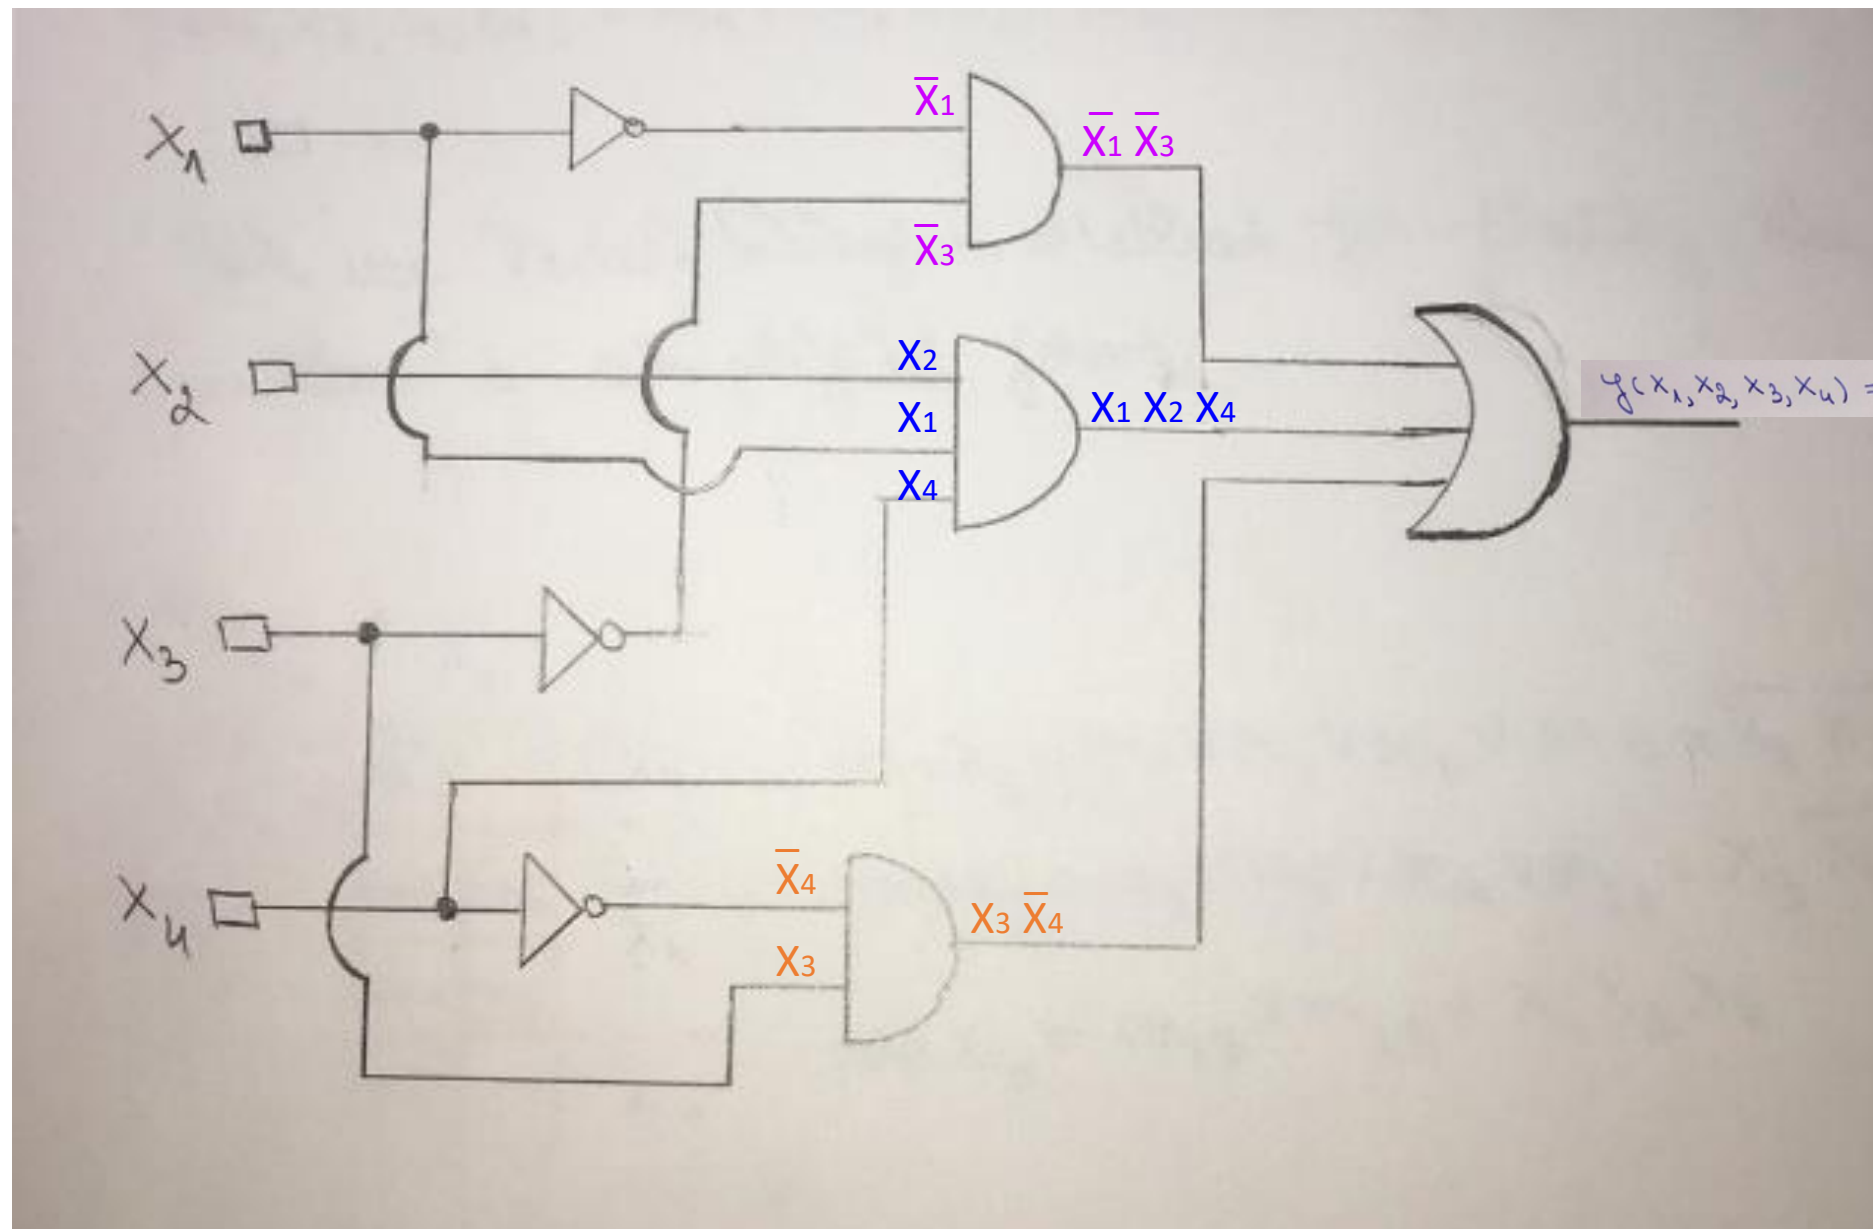 X̅1
X1
X̅1 X̅3
X̅3
X2
X2
X1
X1 X2 X4
y(x1, x2, x3, x4) =
X4
X3
X̅4
X4
X3 X̅4
X3